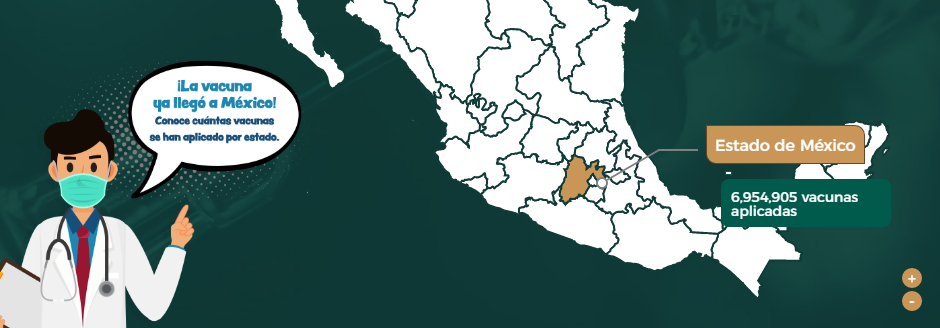 ¡La vacuna
ya llegó a México!
Conoce cuántas vacunas
se han aplicado por estado.
Estado de México
6,954,905 vacunas
aplicadas
+
-